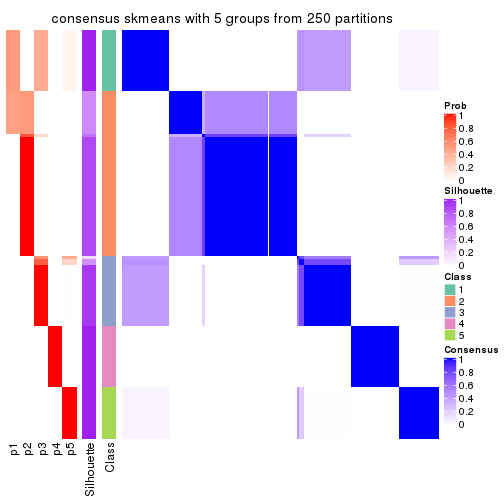 consensus skmeans with 5 groups from 250 partitions
Prob
1
0.8
0.6
0.4
0.2
0
Silhouette
1
0.8
0.6
0.4
0.2
0
Class
1
2
3
4
5
Consensus
1
0.8
0.6
0.4
0.2
0
p1
p2
p3
p4
p5
Silhouette
Class